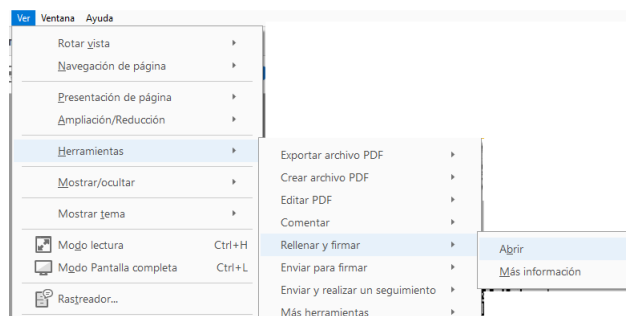 Ver Ventana Ayuda
Rotar vista
Navegación de página
Presentación de página
Ampliación/Reducción
Herramientas
Mostrar/ocultar
Mostrar tema
Modo lectura Ctrl+H
Modo Pantalla completa Ctrl+L
Rastreador...
Exportar archivo PDF
Crear archivo PDF
Editar PDF
Comentar
Rellenar y firmar
Enviar para firmar
Enviar y realizar un seguimiento
Más herramientas
Abrir
Más información